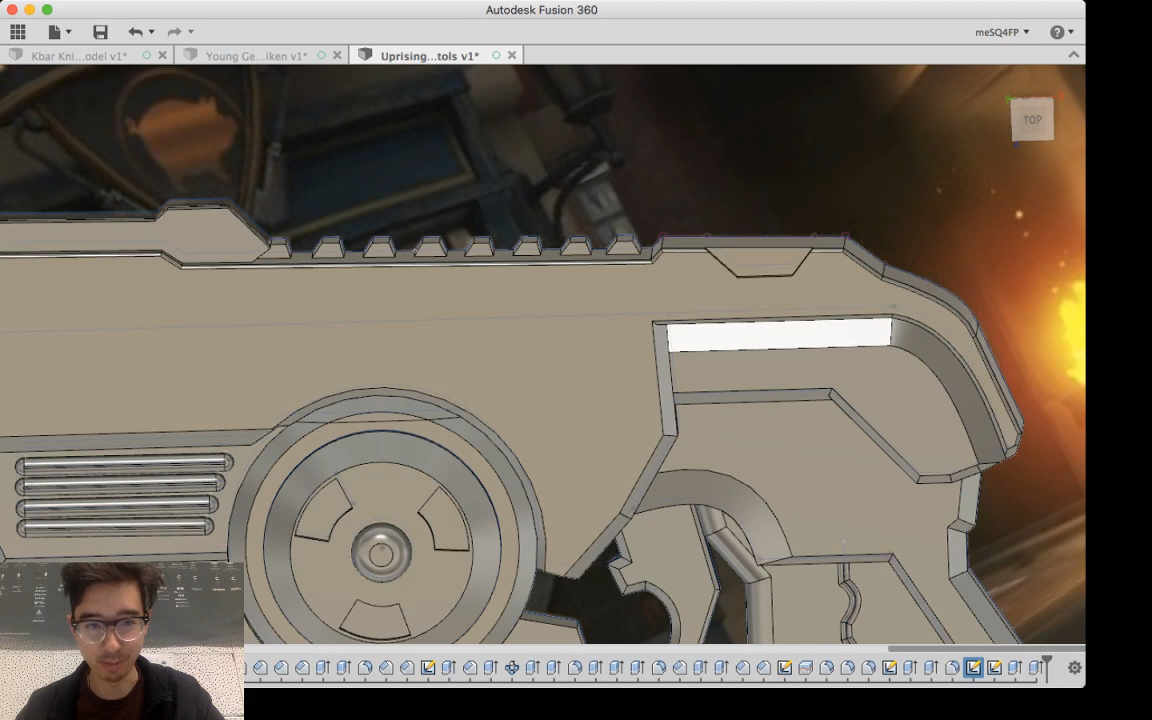 Autodesk Fusion 360
meSQ4FP
Kbar Kni...odel v1*
Young Ge...iken v1*
Uprising...tols v1*
TOP